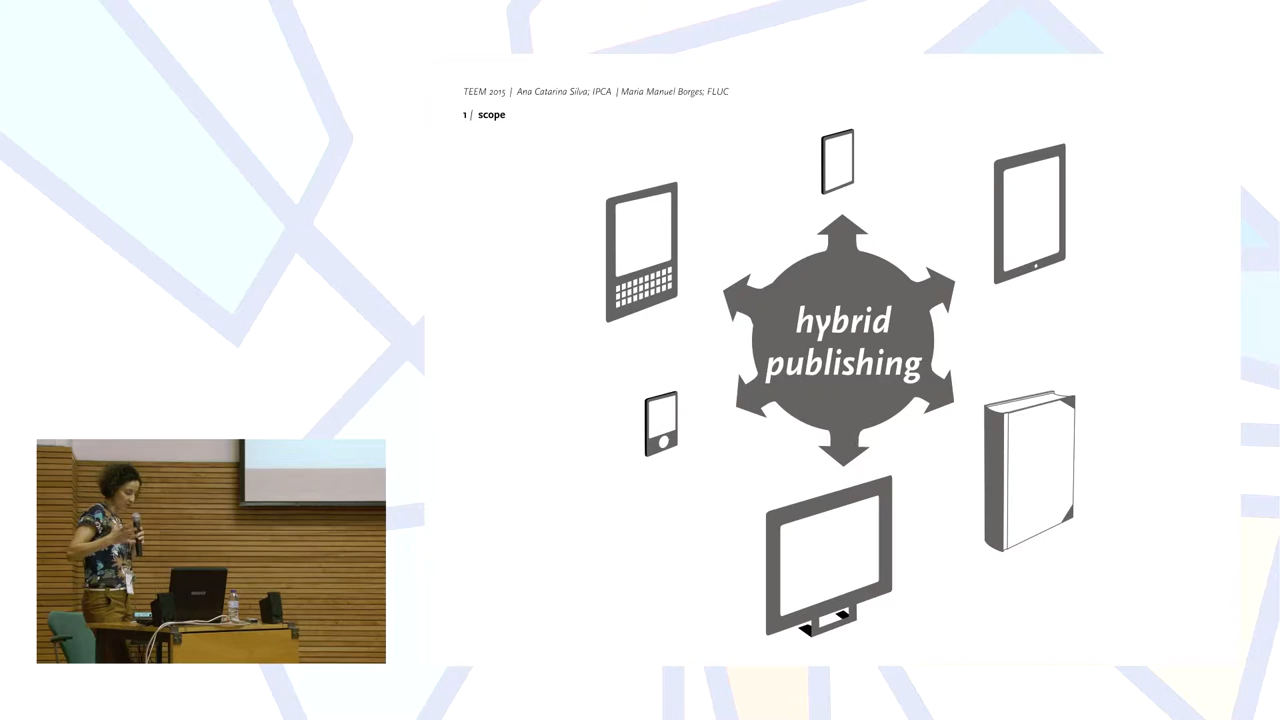 TEEM 2015 | Ana Catarina Silva; IPCA | Maria Manuel Borges; FLUC
1 / scope
hybrid
publishing